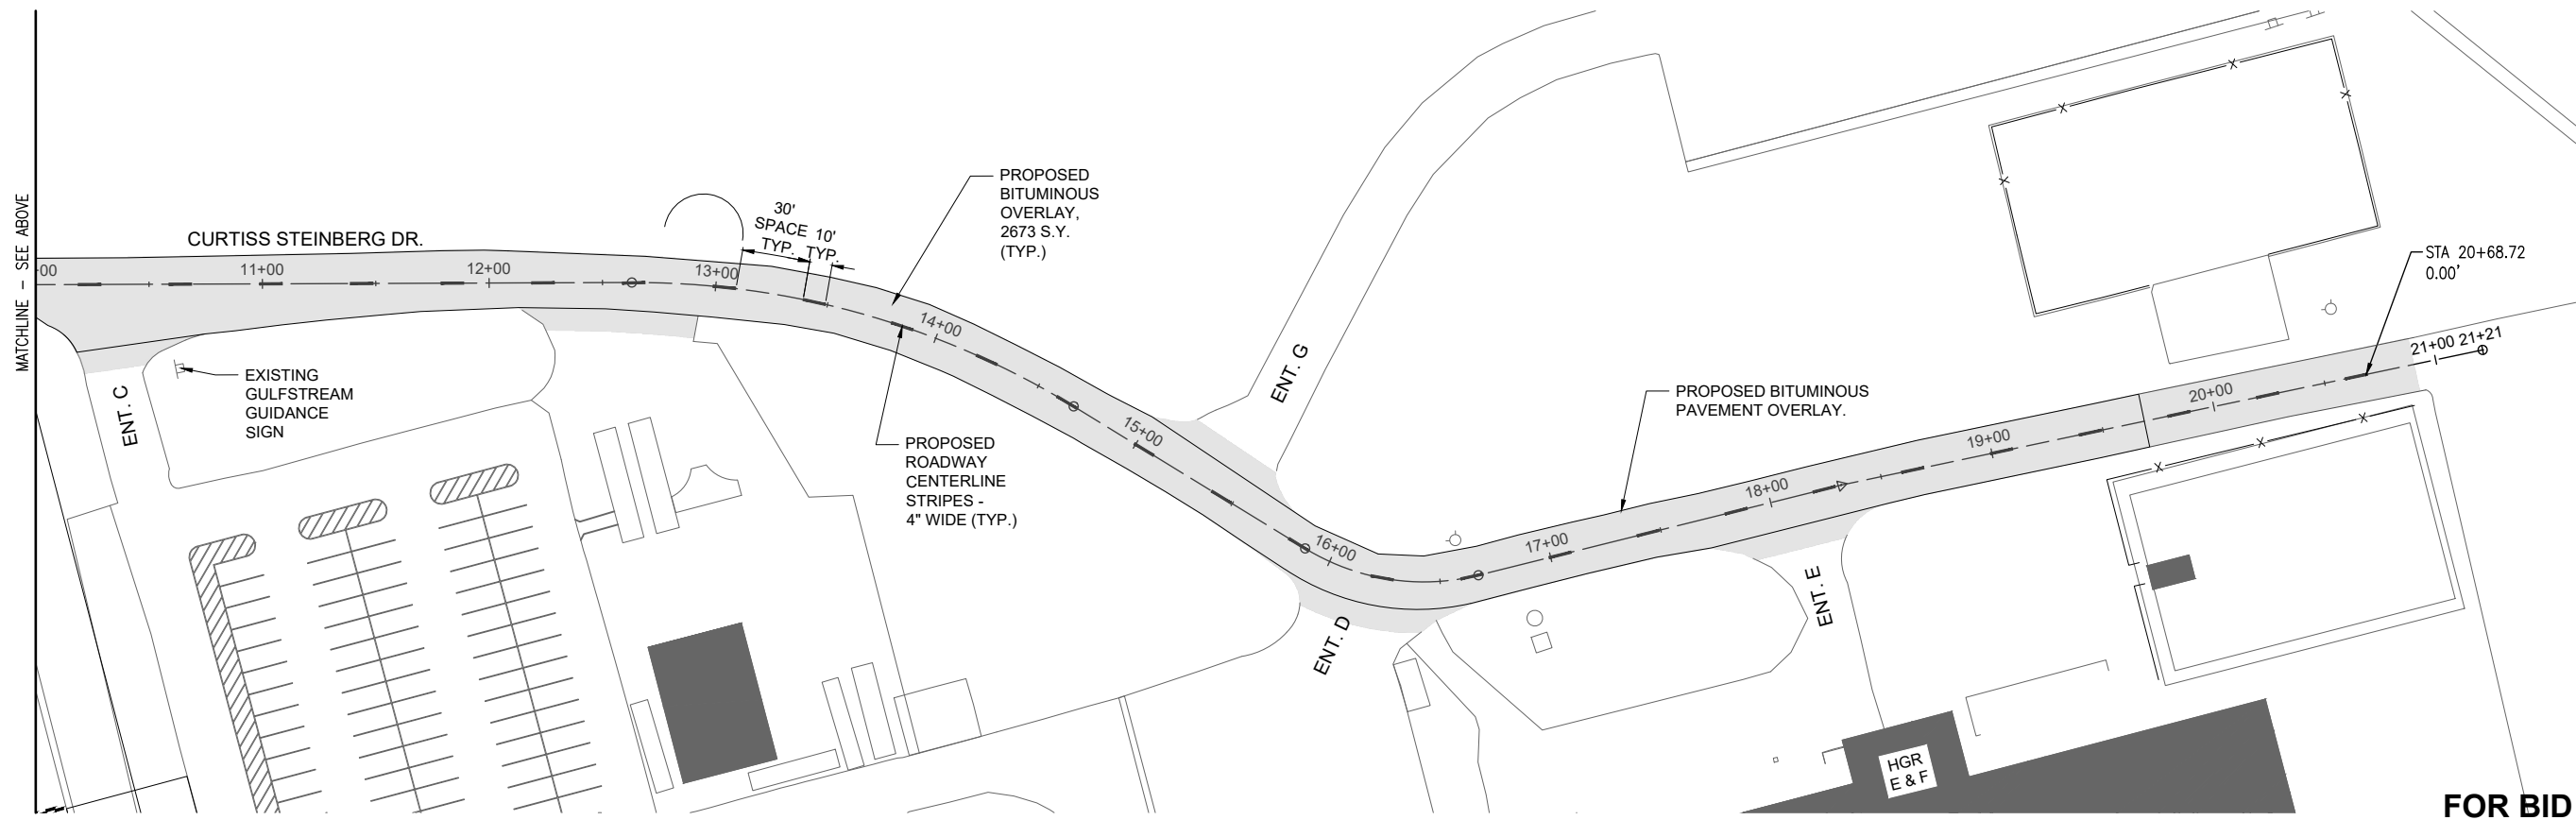 MATCHLINE - SEE ABOVE
CURTISS STEINBERG DR.
+00
11+00
12+00
13+00
30'
SPACE 10'
TYP. TYP.
PROPOSED
BITUMINOUS
OVERLAY,
2673 S.Y.
(TYP.)
14+00
15+00
16+00
17+00
18+00
19+00
20+00
21+00 21+21
STA 20+68.72
0.00'
ENT. C
EXISTING
GULFSTREAM
GUIDANCE
SIGN
PROPOSED
ROADWAY
CENTERLINE
STRIPES -
4" WIDE (TYP.)
ENT. G
PROPOSED BITUMINOUS
PAVEMENT OVERLAY.
ENT. D
ENT. E
X
X
X
X
X
X
X
HGR
E & F
FOR BID